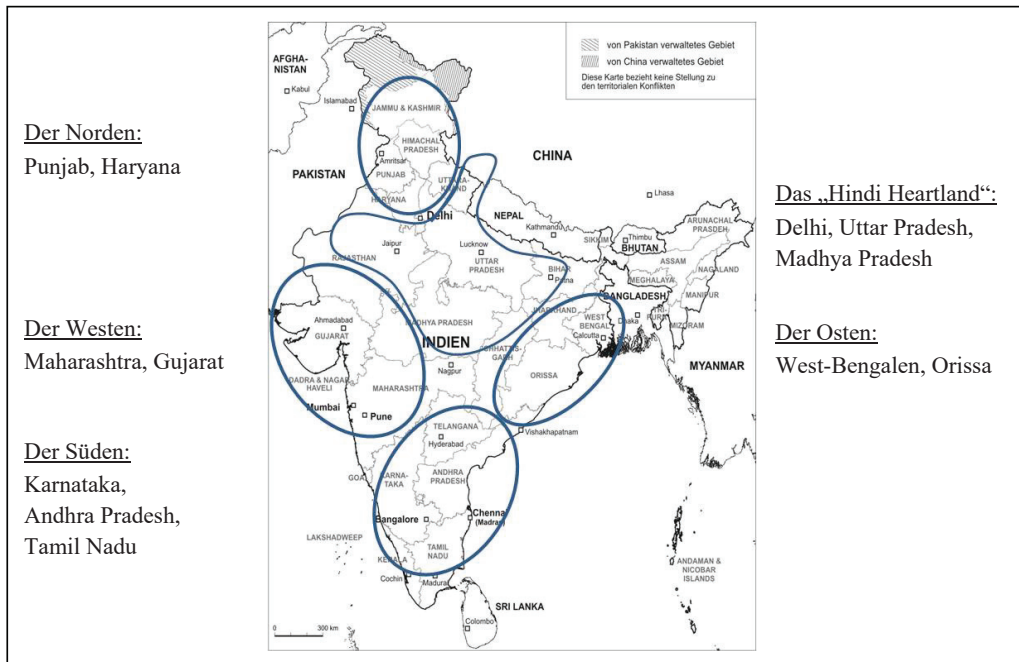 Der Norden:
Punjab, Haryana
Der Westen:
Maharashtra, Gujarat
Der Süden:
Karnataka,
Andhra Pradesh,
Tamil Nadu
von Pakistan verwaltetes Gebiet
von China verwaltetes Gebiet
Diese Karte bezieht keine Stellung zu
den territorialen Konflikten
AFGHA-
NISTAN
Kabul
Islamabad
JAMMU & KASHMIR
HIMACHAL
PRADESH
Amritsar
PUNJAB
UTTARA-
KHAND
HARYANA
PAKISTAN
CHINA
Lhasa
Delhi
NEPAL
Kathmandu
SIKKIM
Thimbu
BHUTAN
ARUNACHAL
PRASDEH
ASSAM
NAGALAND
MEGHALAYA
MANIPUR
Jaipur
RAJASTHAN
Lucknow
UTTAR
PRADESH
BIHAR
Patna
BANGLADESH
Dhaka
TRI-
PURA
MIZORAM
JHARKHAND
WEST
BENGAL
Calcutta
Ahmadabad
GUJARAT
MADHYA PRADESH
INDIEN
CHHATTIS-
GARH
ORISSA
MYANMAR
Nagpur
DADRA & NAGAR
HAVELI
MAHARASHTRA
Mumbai
Pune
TELANGANA
Hyderabad
Vishakhapatnam
GOA
KARNA-
TAKA
ANDHRA
PRADESH
Bangalore
Chennai
(Madras)
LAKSHADWEEP
TAMIL
NADU
KERALA
Cochin
Madurai
ANDAMAN &
NICOBAR
ISLANDS
SRI LANKA
Colombo
0 300 km
Das „Hindi Heartland“:
Delhi, Uttar Pradesh,
Madhya Pradesh
Der Osten:
West-Bengalen, Orissa